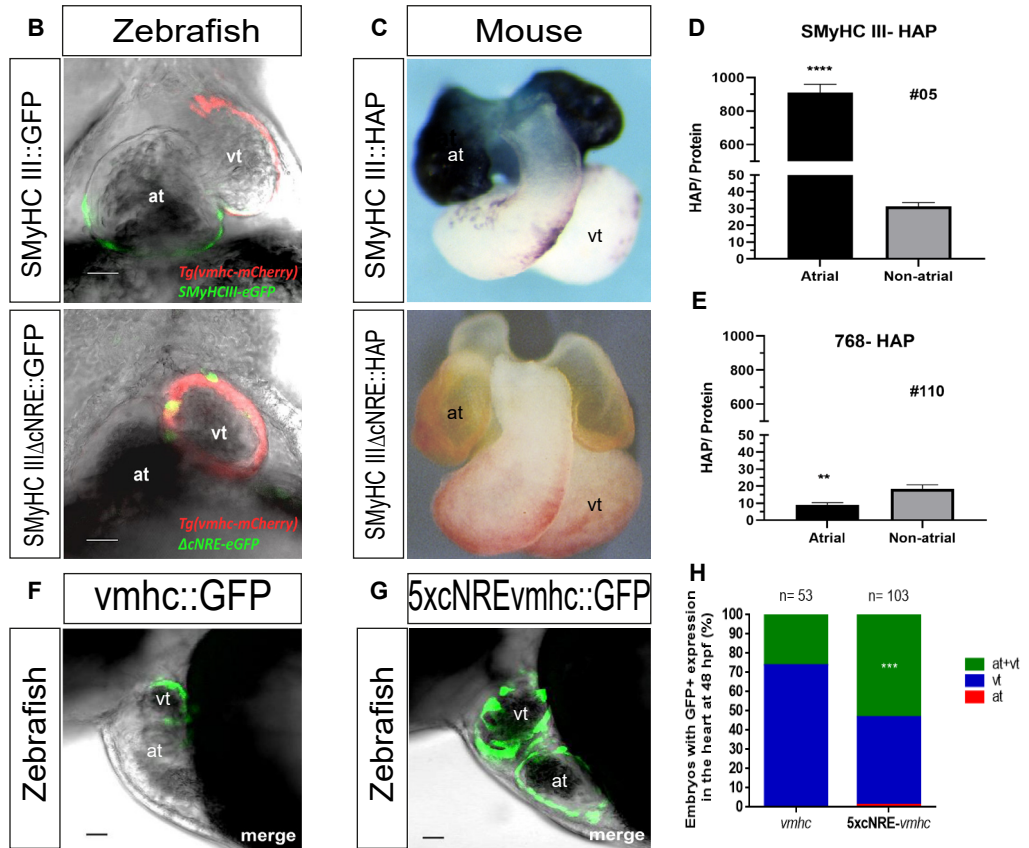 B
Zebrafish
SMyHC III::GFP
vt
at
Tg(vmhc-mCherry)
SMyHCIII-eGFP
SMyHC IIIΔcNRE::GFP
vt
at
Tg(vmhc-mCherry)
ΔcNRE-eGFP
C
Mouse
SMyHC III::HAP
at
vt
SMyHC IIIΔcNRE::HAP
at
vt
D
SMyHC III- HAP
HAP/ Protein
1000
800
600
50
40
30
20
10
0
****
#05
Atrial
Non-atrial
E
768- HAP
HAP/ Protein
1000
800
600
50
40
30
20
10
0
**
#110
Atrial
Non-atrial
F
vmhc::GFP
Zebrafish
vt
at
merge
G
5xcNREvmhc::GFP
Zebrafish
vt
at
merge
H
Embryos with GFP+ expression
in the heart at 48 hpf (%)
n= 53
n= 103
100
90
80
70
60
50
40
30
20
10
0
***
at+vt
vt
at
vmhc
5xcNRE-vmhc